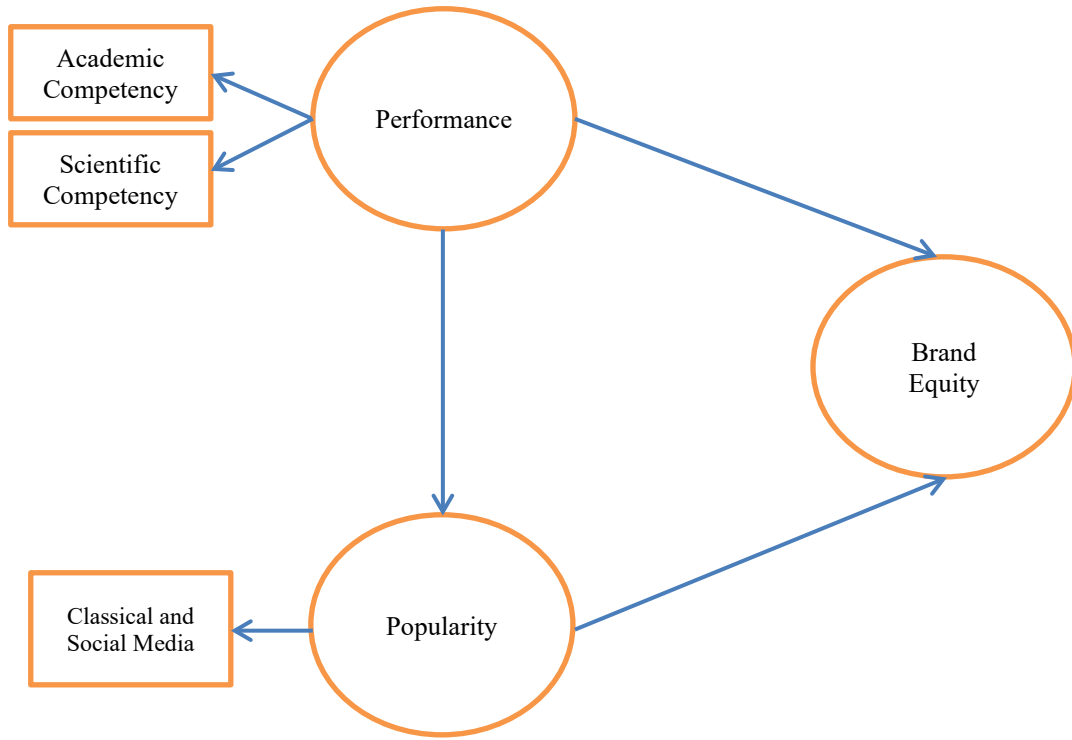 Academic
Competency
Performance
Scientific
Competency
Brand
Equity
Classical and
Social Media
Popularity